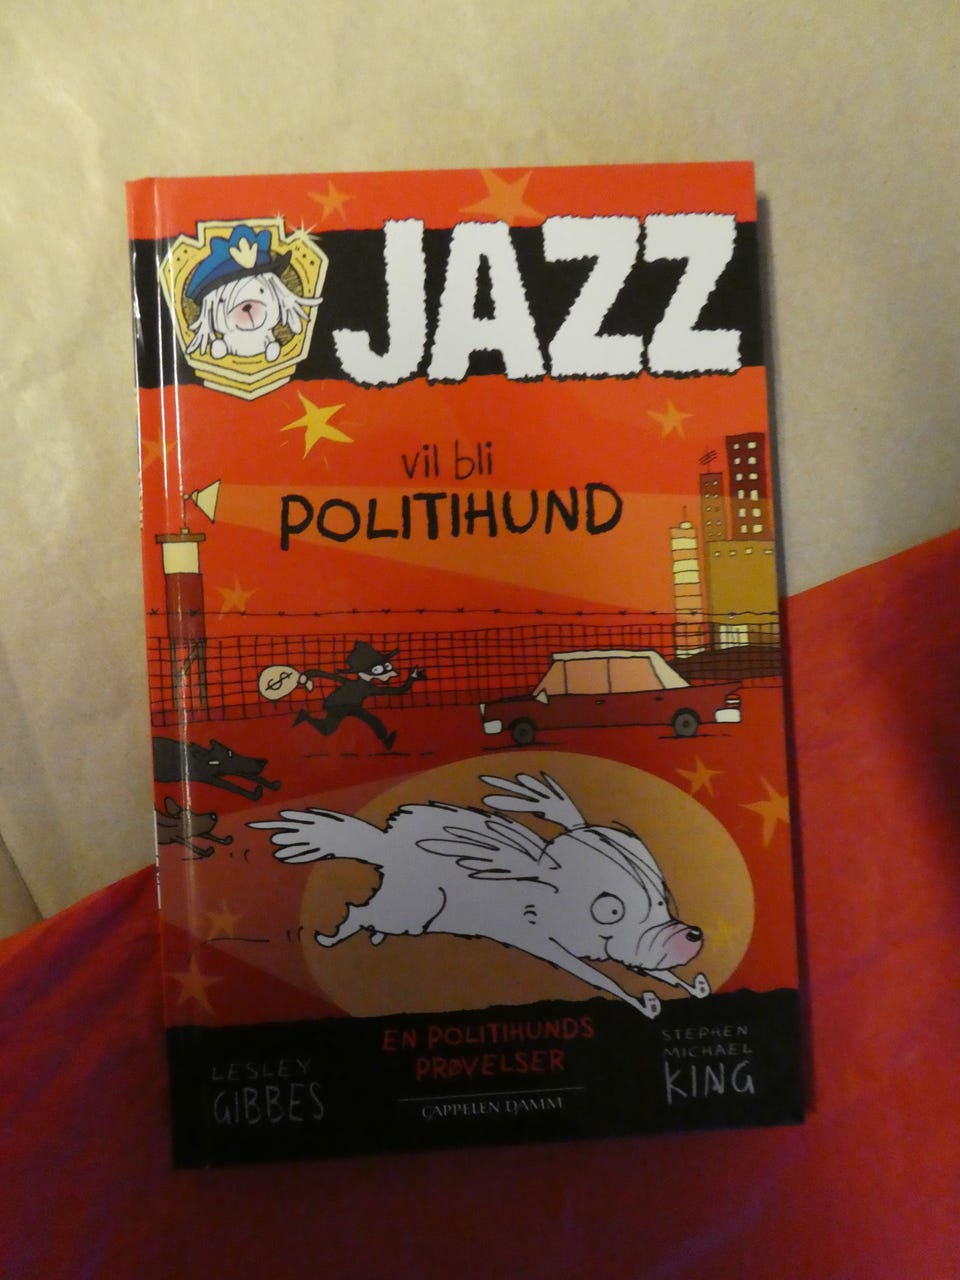 JAZZ
vil bli
POLITIHUND
$
EN POLITIHUNDS
PRØVELSER
LESLEY
GIBBES
CAPPELEN DAMM
STEPHEN
MICHAEL
KING